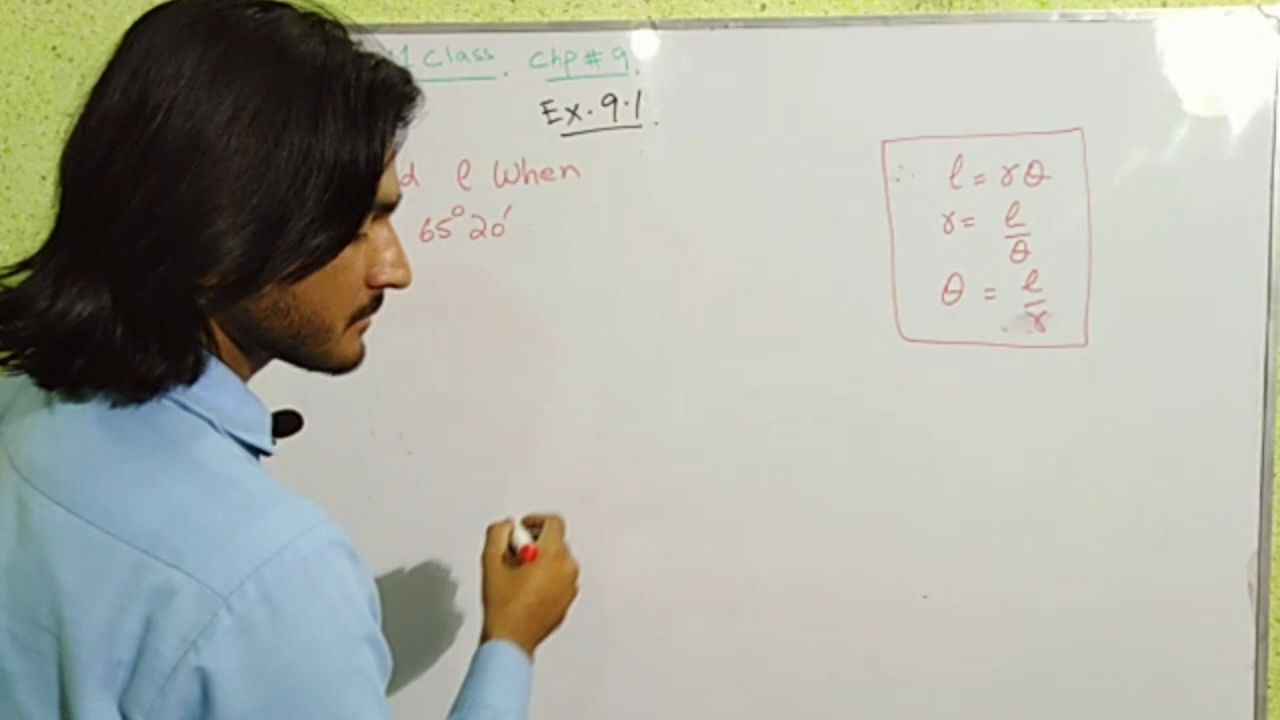 Class. Chp # 9.
Ex. 9.1.
d l when
65° 20'
∴ l = rθ
r = l/θ
θ = l/r